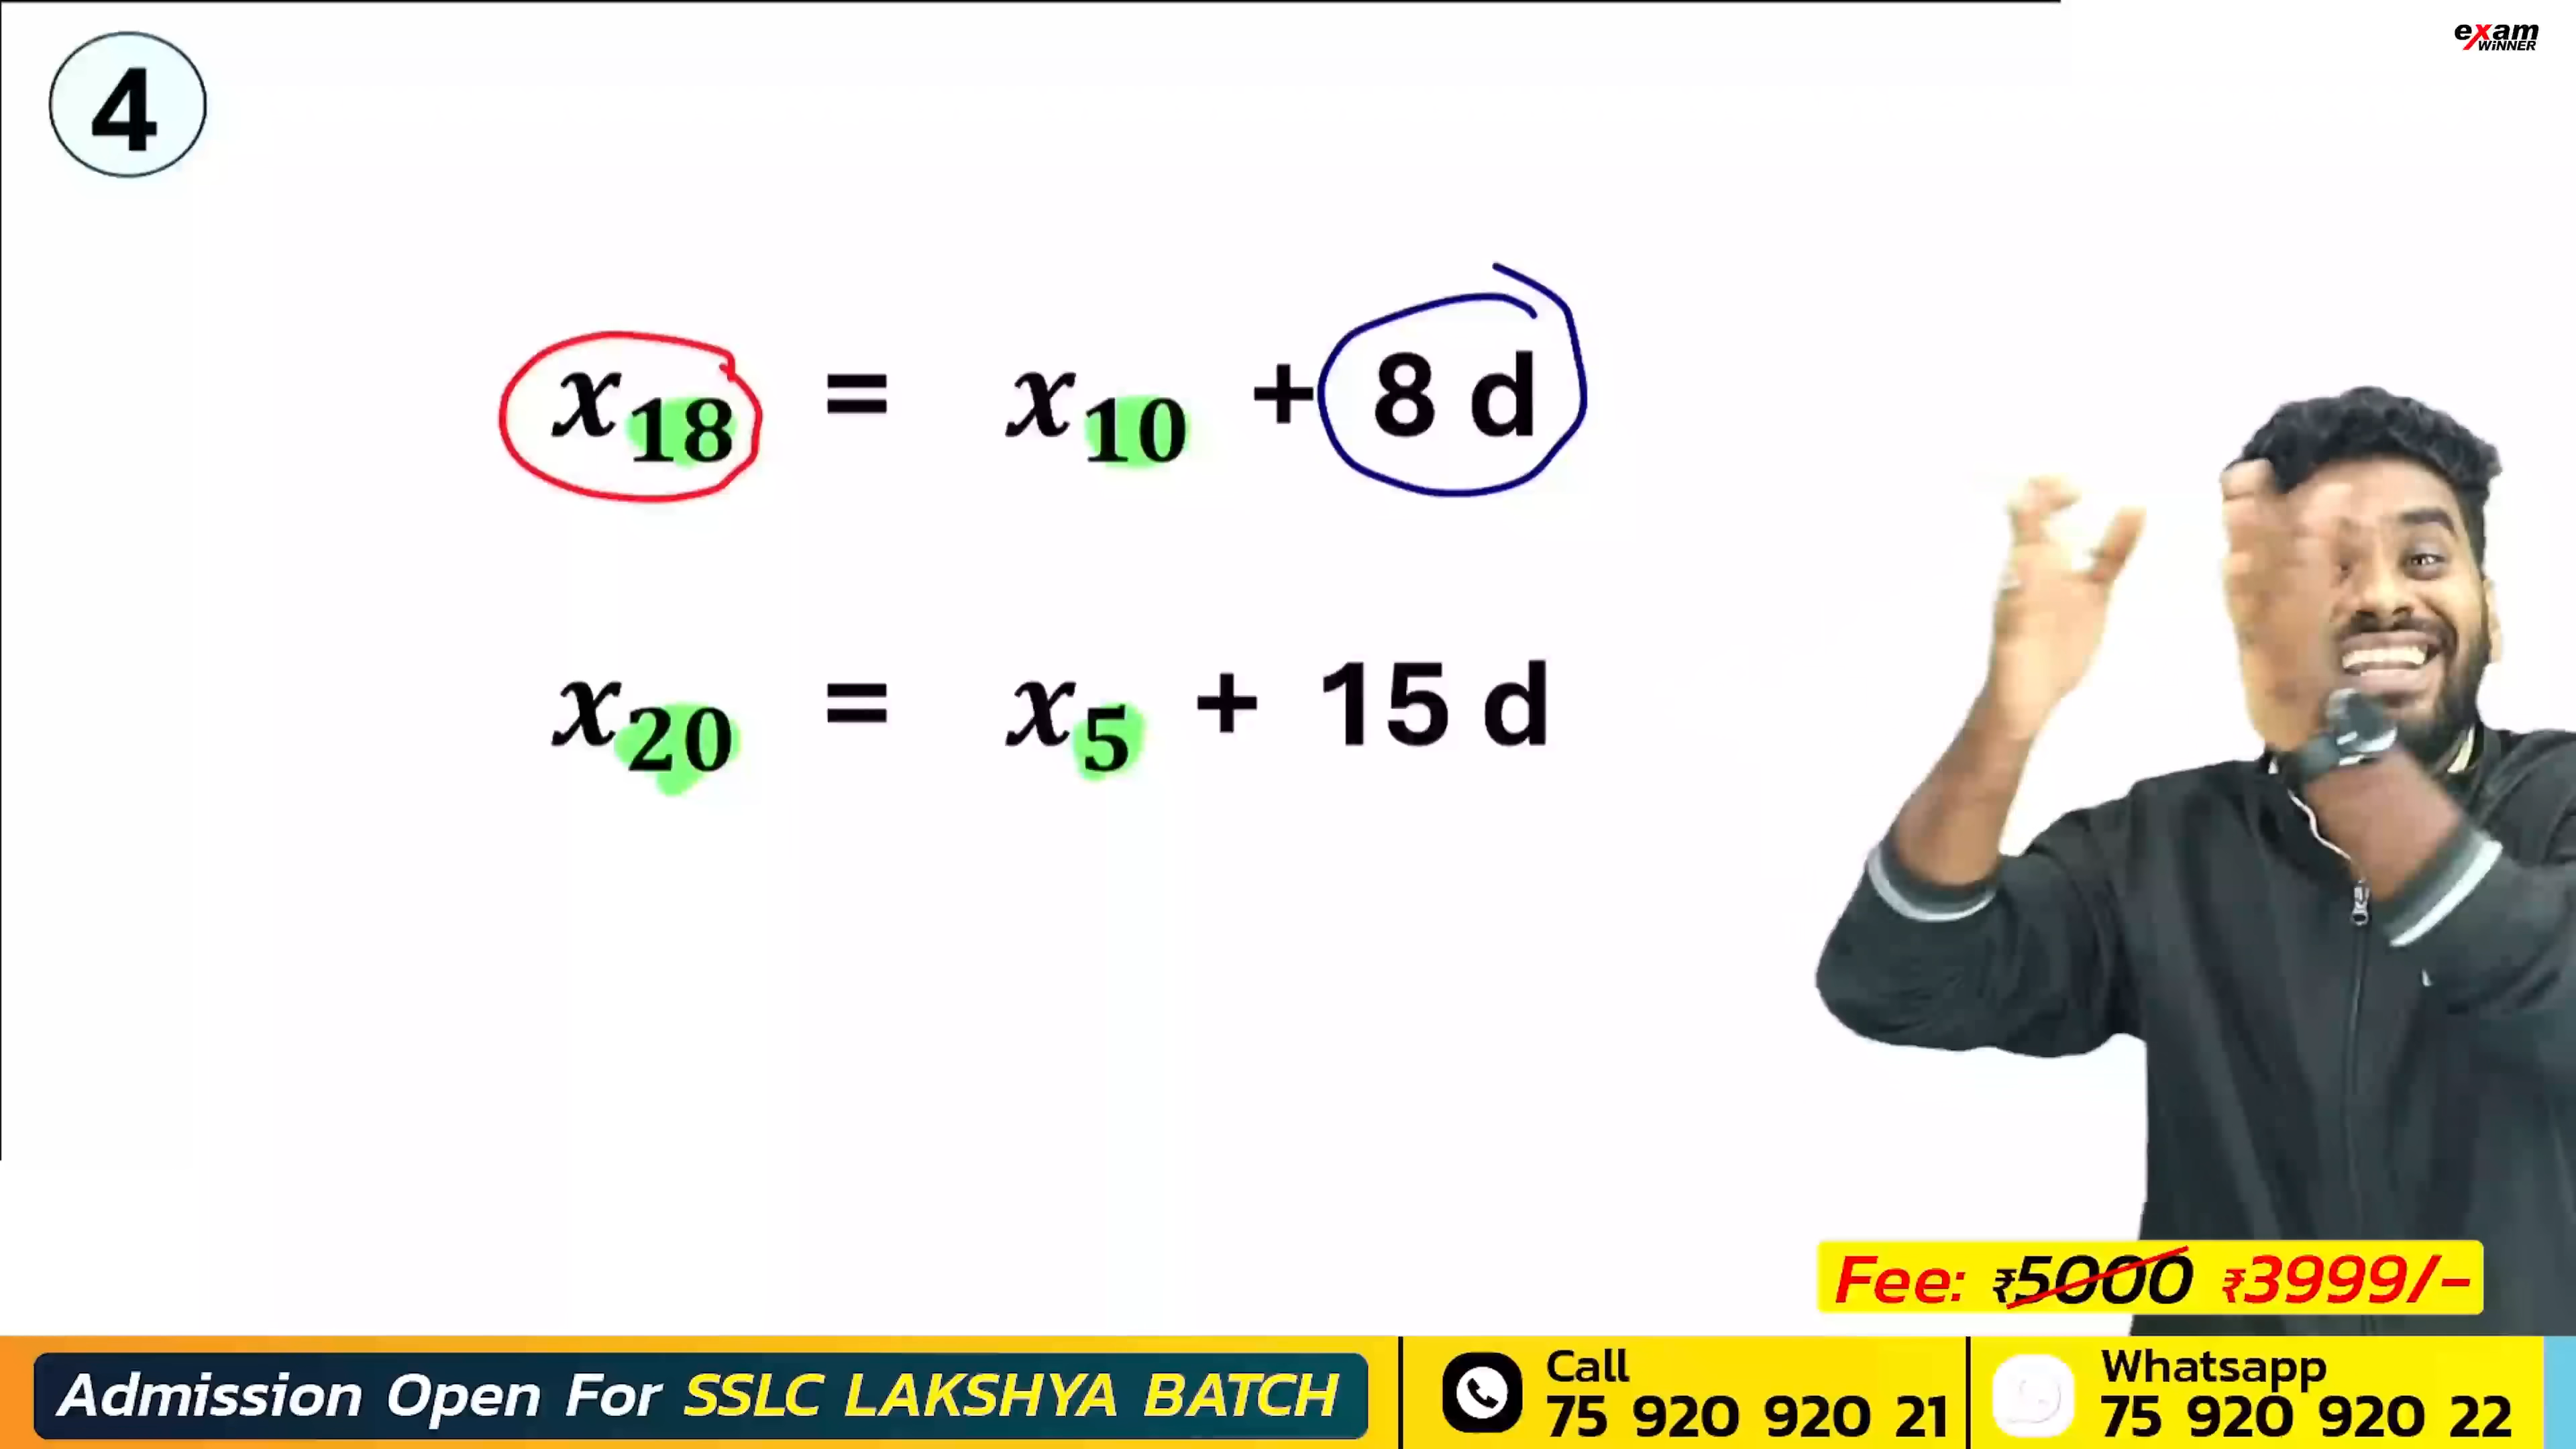 exam
WiNNER
4
x₁₈ = x₁₀ + 8 d
x₂₀ = x₅ + 15 d
Fee: ₹5000 ₹3999/-
Admission Open For SSLC LAKSHYA BATCH
Call
75 920 920 21
Whatsapp
75 920 920 22